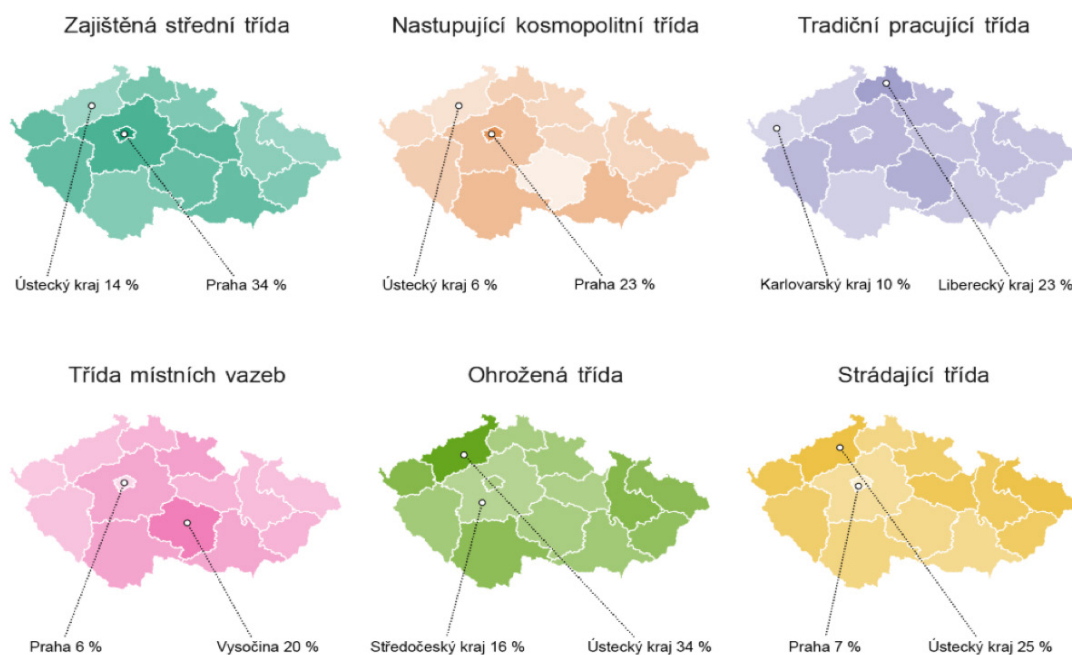 Zajištěná střední třída
Nastupující kosmopolitní třída
Tradiční pracující třída
Ústecký kraj 14 %
Praha 34 %
Ústecký kraj 6 %
Praha 23 %
Karlovarský kraj 10 %
Liberecký kraj 23 %
Třída místních vazeb
Ohrožená třída
Strádající třída
Praha 6 %
Vysočina 20 %
Středočeský kraj 16 %
Ústecký kraj 34 %
Praha 7 %
Ústecký kraj 25 %